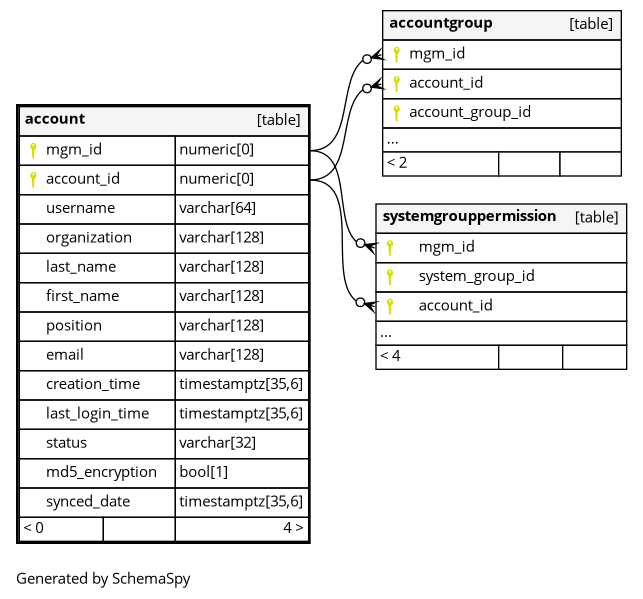 account [table]
mgm_id numeric[0]
account_id numeric[0]
username varchar[64]
organization varchar[128]
last_name varchar[128]
first_name varchar[128]
position varchar[128]
email varchar[128]
creation_time timestamptz[35,6]
last_login_time timestamptz[35,6]
status varchar[32]
md5_encryption bool[1]
synced_date timestamptz[35,6]
< 0 4 >
accountgroup [table]
mgm_id
account_id
account_group_id
...
< 2
systemgrouppermission [table]
mgm_id
system_group_id
account_id
...
< 4
Generated by SchemaSpy